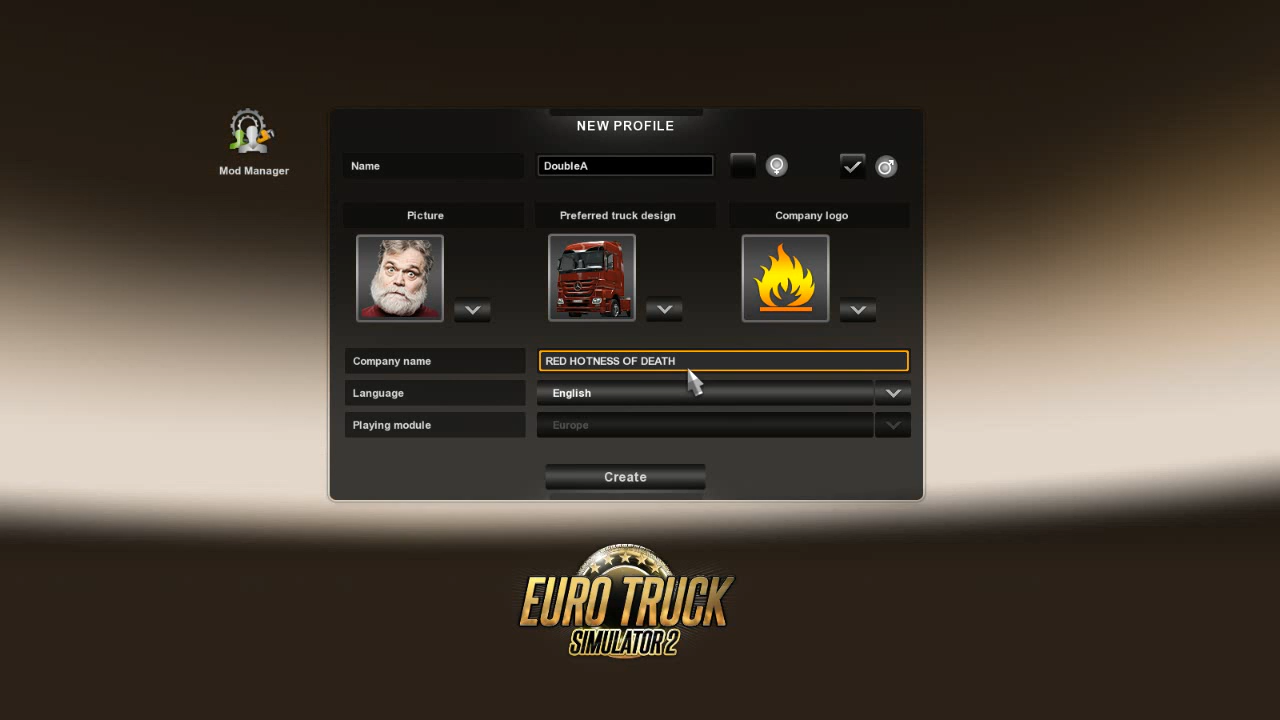 Mod Manager
NEW PROFILE
Name
DoubleA
Picture
Preferred truck design
Company logo
Company name
RED HOTNESS OF DEATH
Language
English
Playing module
Europe
Create
EURO TRUCK
SIMULATOR 2